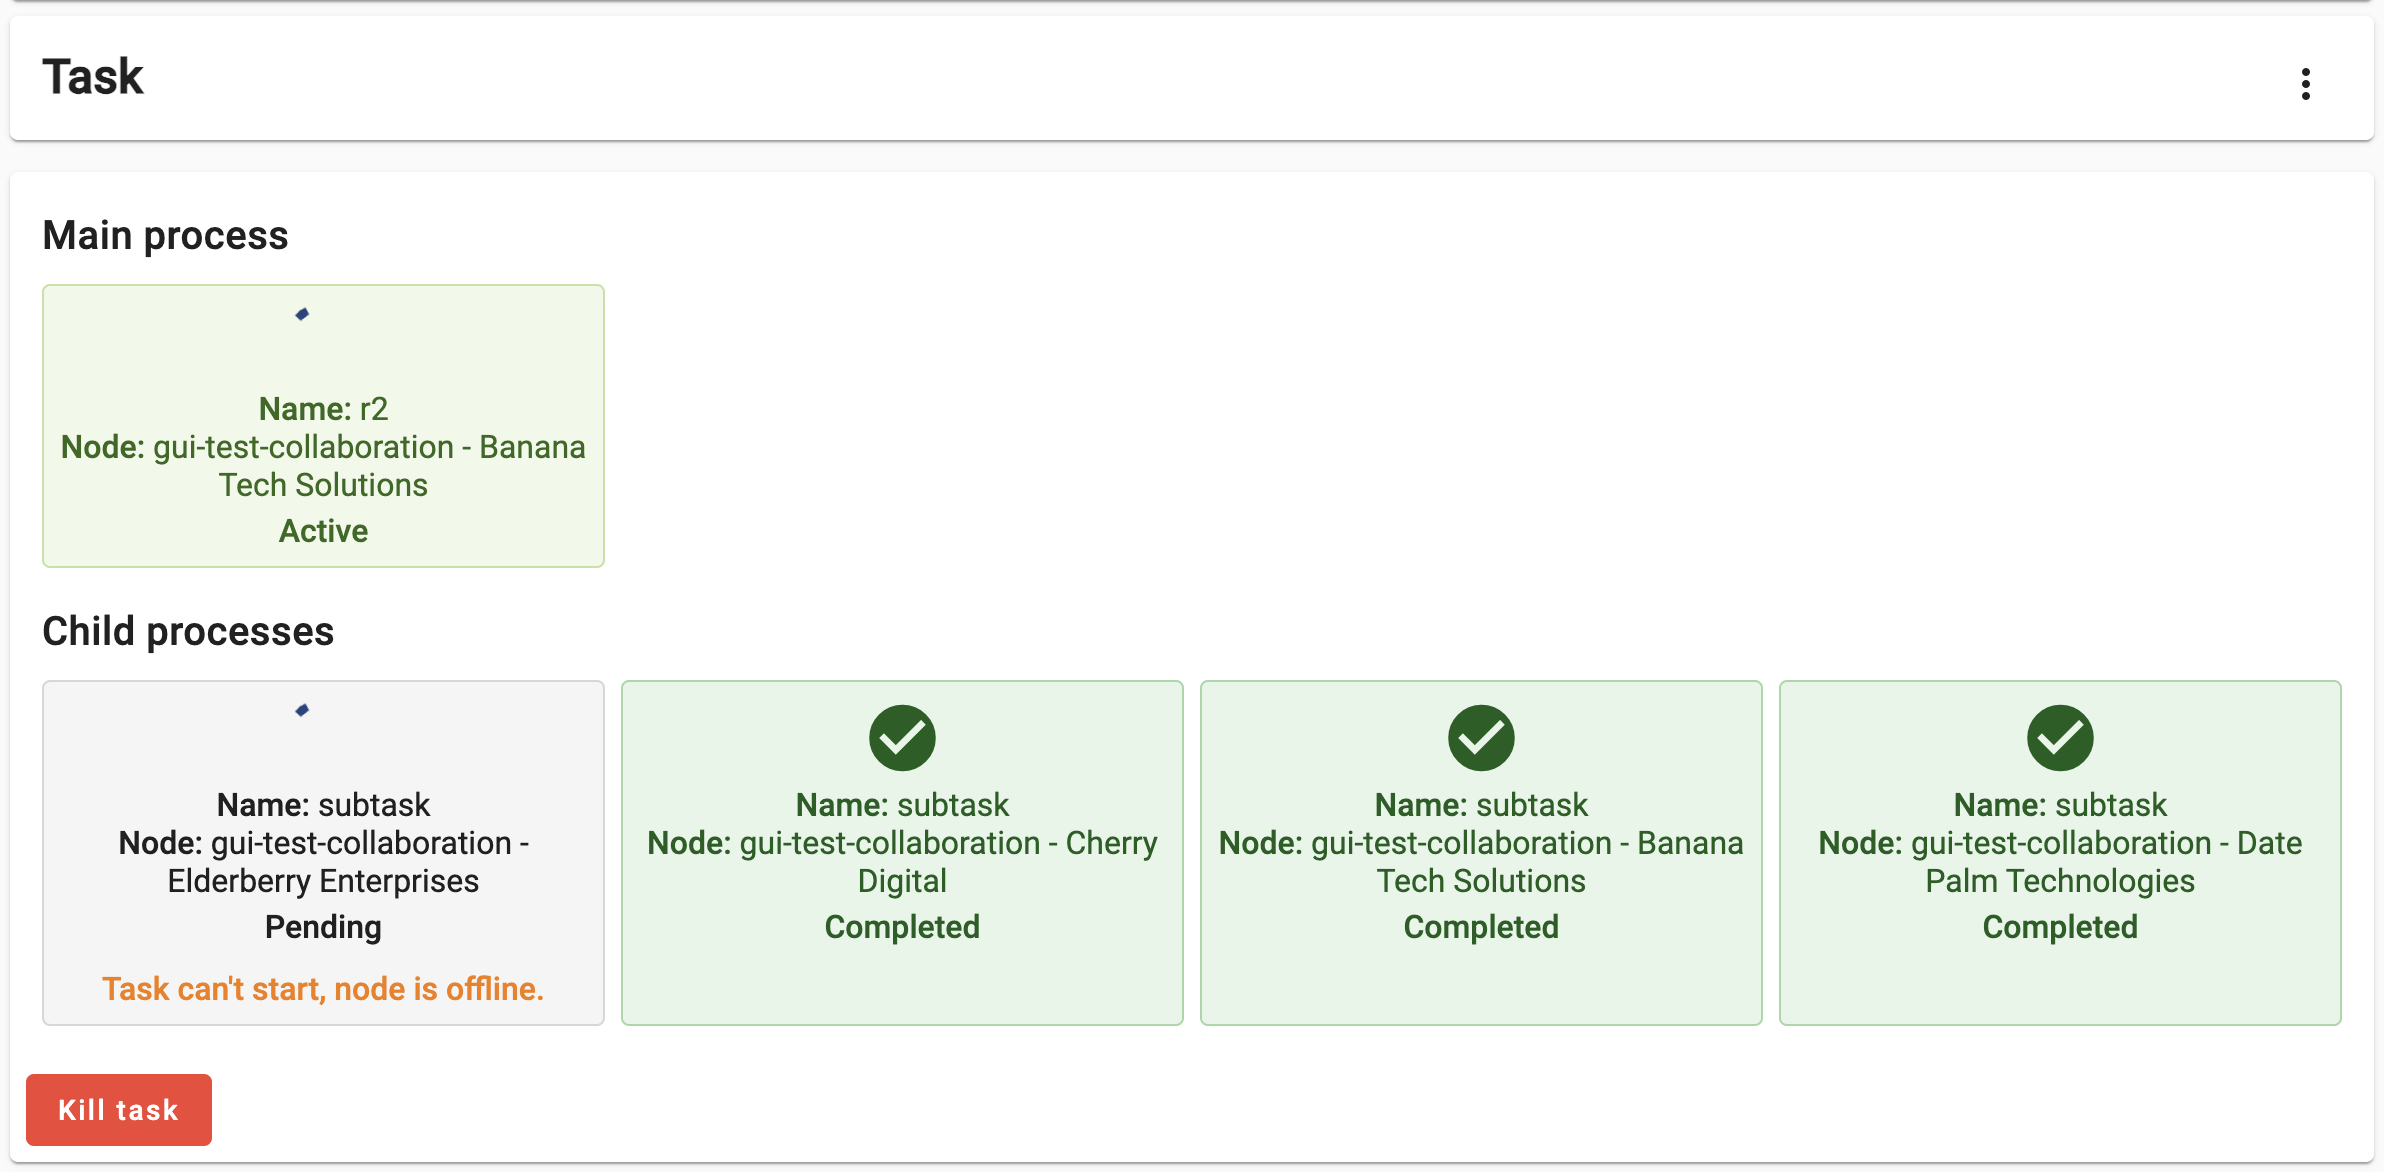 Task
Main process
Name: r2
Node: gui-test-collaboration - Banana
Tech Solutions
Active
Child processes
Name: subtask
Node: gui-test-collaboration -
Elderberry Enterprises
Pending
Task can't start, node is offline.
Name: subtask
Node: gui-test-collaboration - Cherry
Digital
Completed
Name: subtask
Node: gui-test-collaboration - Banana
Tech Solutions
Completed
Name: subtask
Node: gui-test-collaboration - Date
Palm Technologies
Completed
Kill task